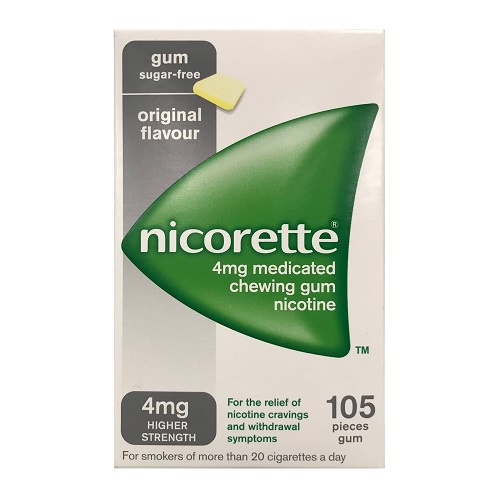 gum
sugar-free
original
flavour
nicorette®
4mg medicated
chewing gum
nicotine
TM
4mg
HIGHER
STRENGTH
For the relief of
nicotine cravings
and withdrawal
symptoms
105
pieces
gum
For smokers of more than 20 cigarettes a day